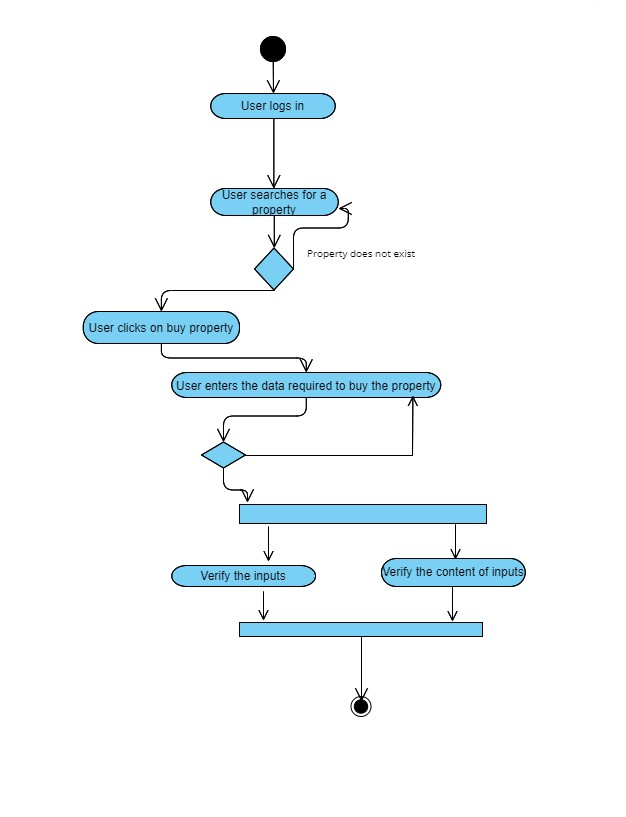 User logs in
User searches for a
property
Property does not exist
User clicks on buy property
User enters the data required to buy the property
Verify the inputs
Verify the content of inputs